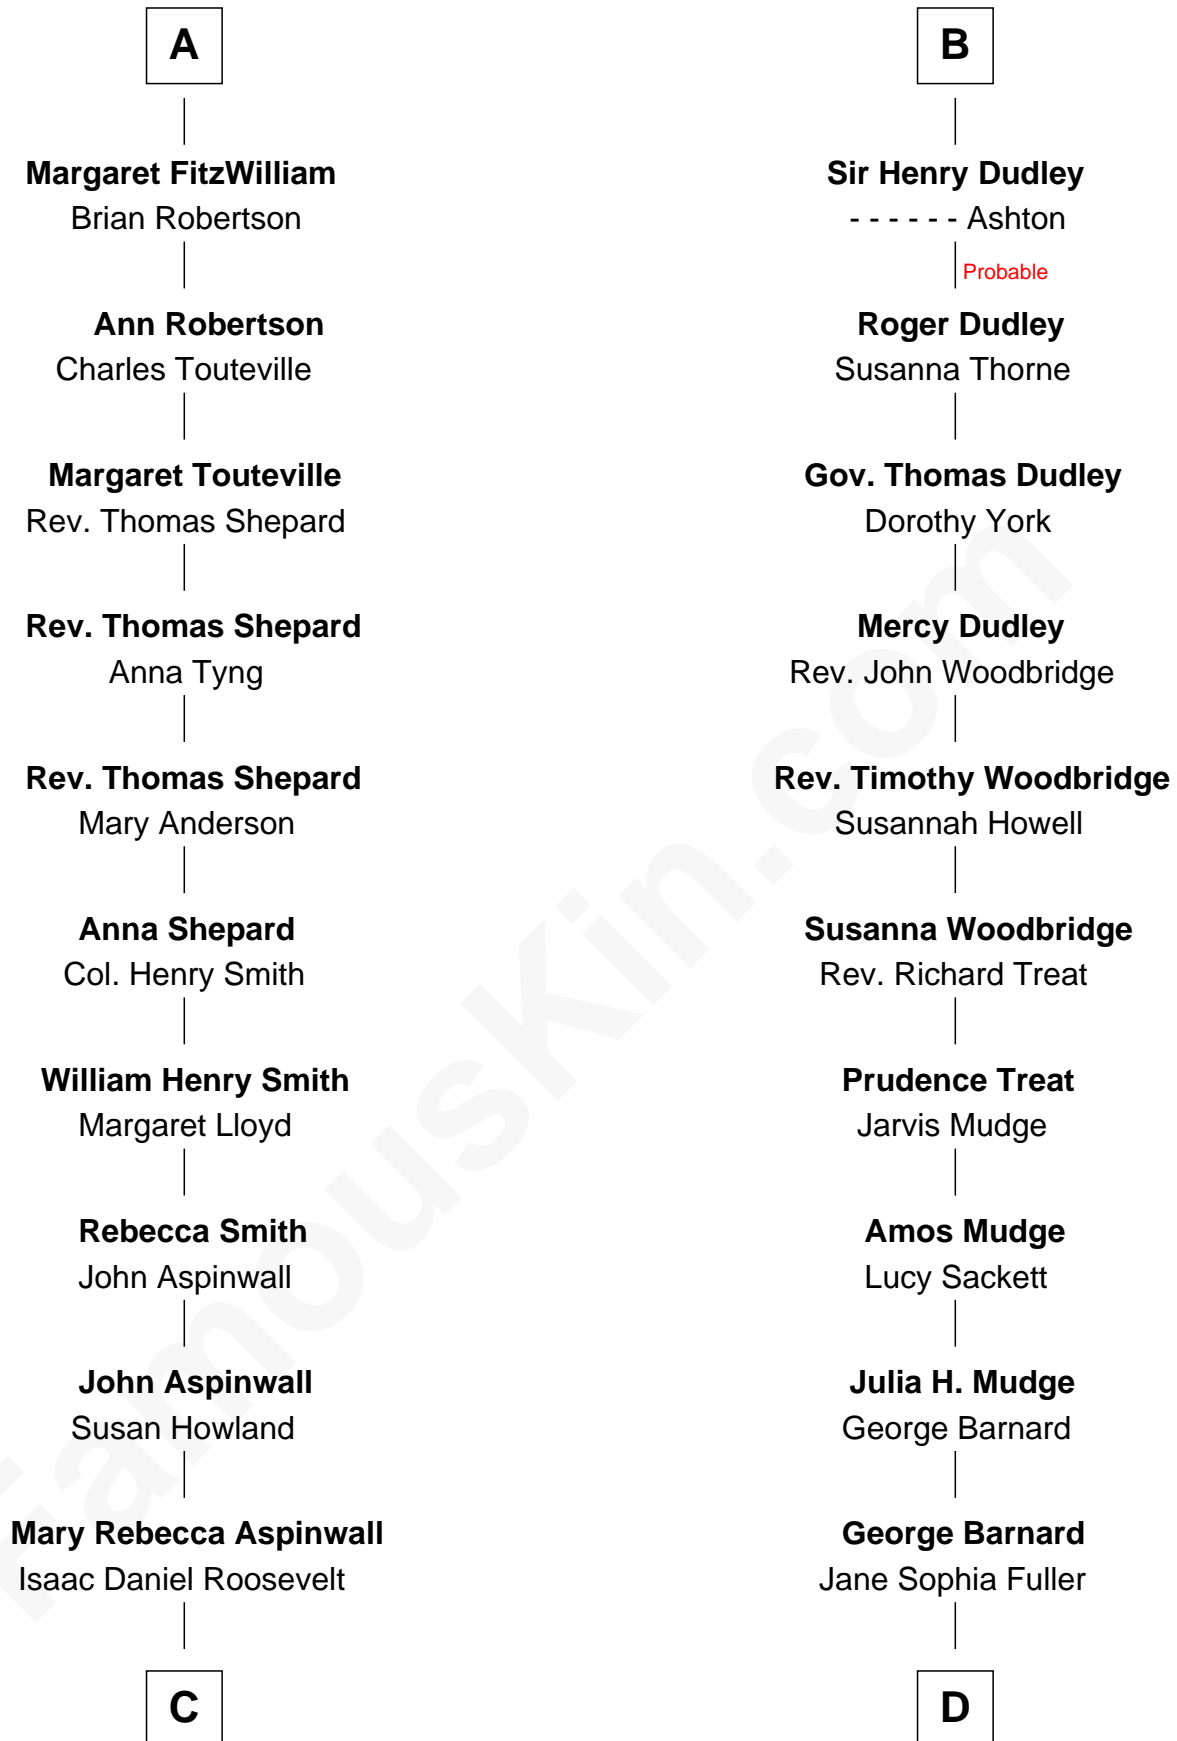 A
Margaret FitzWilliam
Brian Robertson
Ann Robertson
Charles Touteville
Margaret Touteville
Rev. Thomas Shepard
Rev. Thomas Shepard
Anna Tyng
Rev. Thomas Shepard
Mary Anderson
Anna Shepard
Col. Henry Smith
William Henry Smith
Margaret Lloyd
Rebecca Smith
John Aspinwall
John Aspinwall
Susan Howland
Mary Rebecca Aspinwall
Isaac Daniel Roosevelt
C
B
Sir Henry Dudley
- - - - - - Ashton
Probable
Roger Dudley
Susanna Thorne
Gov. Thomas Dudley
Dorothy York
Mercy Dudley
Rev. John Woodbridge
Rev. Timothy Woodbridge
Susannah Howell
Susanna Woodbridge
Rev. Richard Treat
Prudence Treat
Jarvis Mudge
Amos Mudge
Lucy Sackett
Julia H. Mudge
George Barnard
George Barnard
Jane Sophia Fuller
D
FamousKin.com